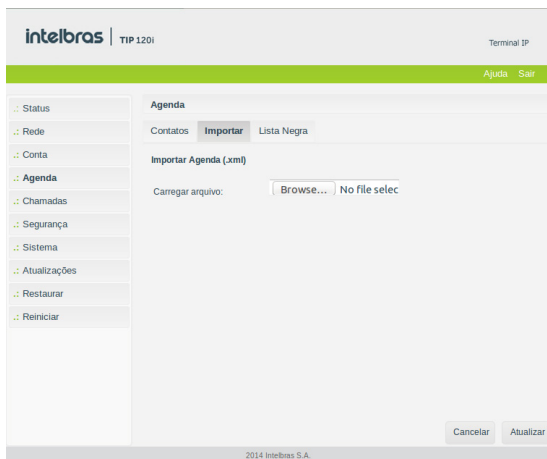 intelbras | TIP 120i
Terminal IP
Ajuda Sair
.: Status
.: Rede
.: Conta
.: Agenda
.: Chamadas
.: Segurança
.: Sistema
.: Atualizações
.: Restaurar
.: Reiniciar
Agenda
Contatos Importar Lista Negra
Importar Agenda (.xml)
Carregar arquivo: Browse... No file selec
Cancelar Atualizar
2014 Intelbras S.A.